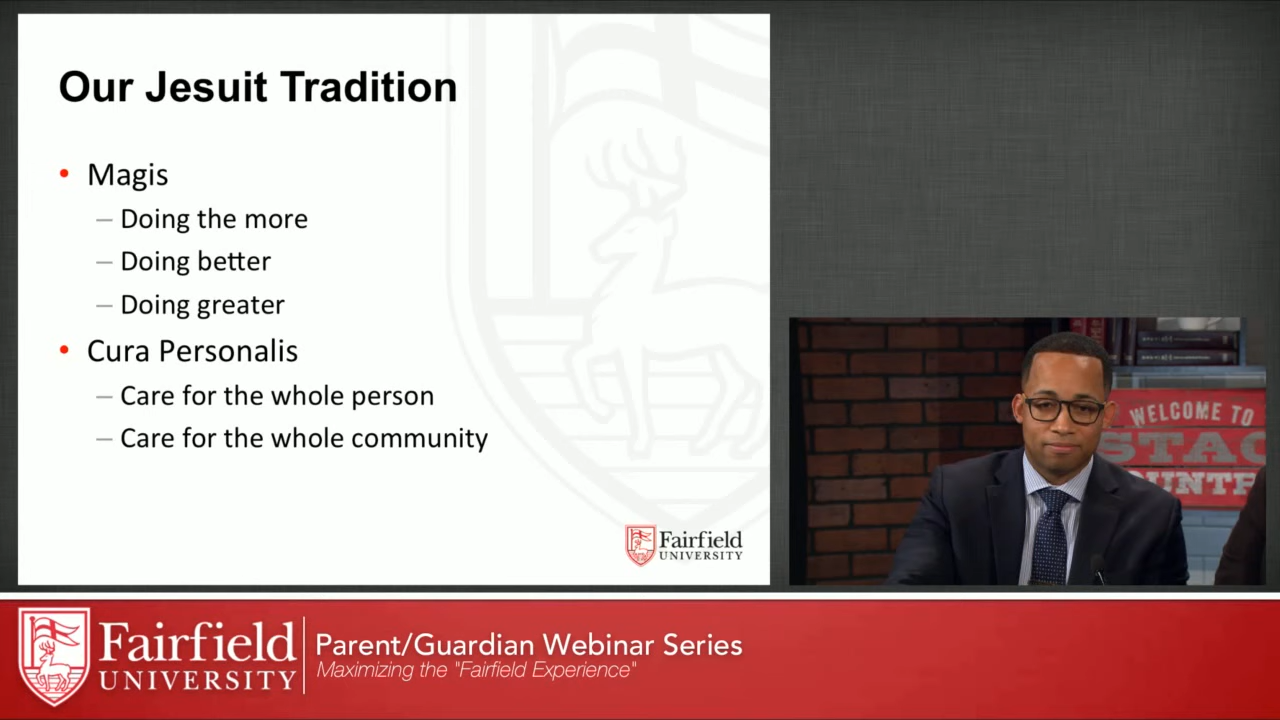 Our Jesuit Tradition
• Magis
– Doing the more
– Doing better
– Doing greater
• Cura Personalis
– Care for the whole person
– Care for the whole community
Fairfield
UNIVERSITY
WELCOME TO
STAG
Fairfield
UNIVERSITY
Parent/Guardian Webinar Series
Maximizing the "Fairfield Experience"